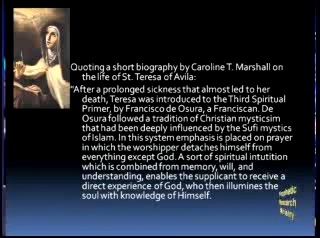 Quoting a short biography by Caroline T. Marshall on
the life of St. Teresa of Avila:
"After a prolonged sickness that almost led to her
death, Teresa was introduced to the Third Spiritual
Primer, by Francisco de Osura, a Franciscan. De
Osura followed a tradition of Christian mysticsim
that had been deeply influenced by the Sufi mystics
of Islam. In this system emphasis is placed on prayer
in which the worshipper detaches himself from
everything except God. A sort of spiritual intutition
which is combined from memory, will, and
understanding, enables the supplicant to receive a
direct experience of God, who then illumines the
soul with knowledge of Himself.
Research